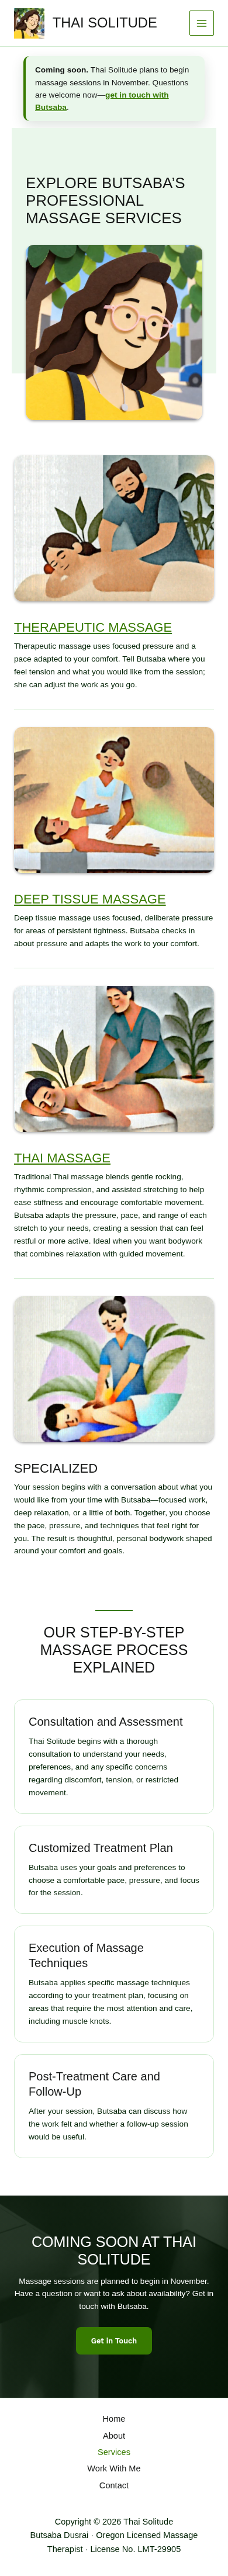 THAI SOLITUDE
Coming soon. Thai Solitude plans to begin
massage sessions in November. Questions
are welcome now—get in touch with
Butsaba.
EXPLORE BUTSABA’S
PROFESSIONAL
MASSAGE SERVICES
THERAPEUTIC MASSAGE
Therapeutic massage uses focused pressure and a
pace adapted to your comfort. Tell Butsaba where you
feel tension and what you would like from the session;
she can adjust the work as you go.
DEEP TISSUE MASSAGE
Deep tissue massage uses focused, deliberate pressure
for areas of persistent tightness. Butsaba checks in
about pressure and adapts the work to your comfort.
THAI MASSAGE
Traditional Thai massage blends gentle rocking,
rhythmic compression, and assisted stretching to help
ease stiffness and encourage comfortable movement.
Butsaba adapts the pressure, pace, and range of each
stretch to your needs, creating a session that can feel
restful or more active. Ideal when you want bodywork
that combines relaxation with guided movement.
SPECIALIZED
Your session begins with a conversation about what you
would like from your time with Butsaba—focused work,
deep relaxation, or a little of both. Together, you choose
the pace, pressure, and techniques that feel right for
you. The result is thoughtful, personal bodywork shaped
around your comfort and goals.
OUR STEP-BY-STEP
MASSAGE PROCESS
EXPLAINED
Consultation and Assessment
Thai Solitude begins with a thorough
consultation to understand your needs,
preferences, and any specific concerns
regarding discomfort, tension, or restricted
movement.
Customized Treatment Plan
Butsaba uses your goals and preferences to
choose a comfortable pace, pressure, and focus
for the session.
Execution of Massage
Techniques
Butsaba applies specific massage techniques
according to your treatment plan, focusing on
areas that require the most attention and care,
including muscle knots.
Post-Treatment Care and
Follow-Up
After your session, Butsaba can discuss how
the work felt and whether a follow-up session
would be useful.
COMING SOON AT THAI
SOLITUDE
Massage sessions are planned to begin in November.
Have a question or want to ask about availability? Get in
touch with Butsaba.
Get in Touch
Home
About
Services
Work With Me
Contact
Copyright © 2026 Thai Solitude
Butsaba Dusrai · Oregon Licensed Massage
Therapist · License No. LMT-29905